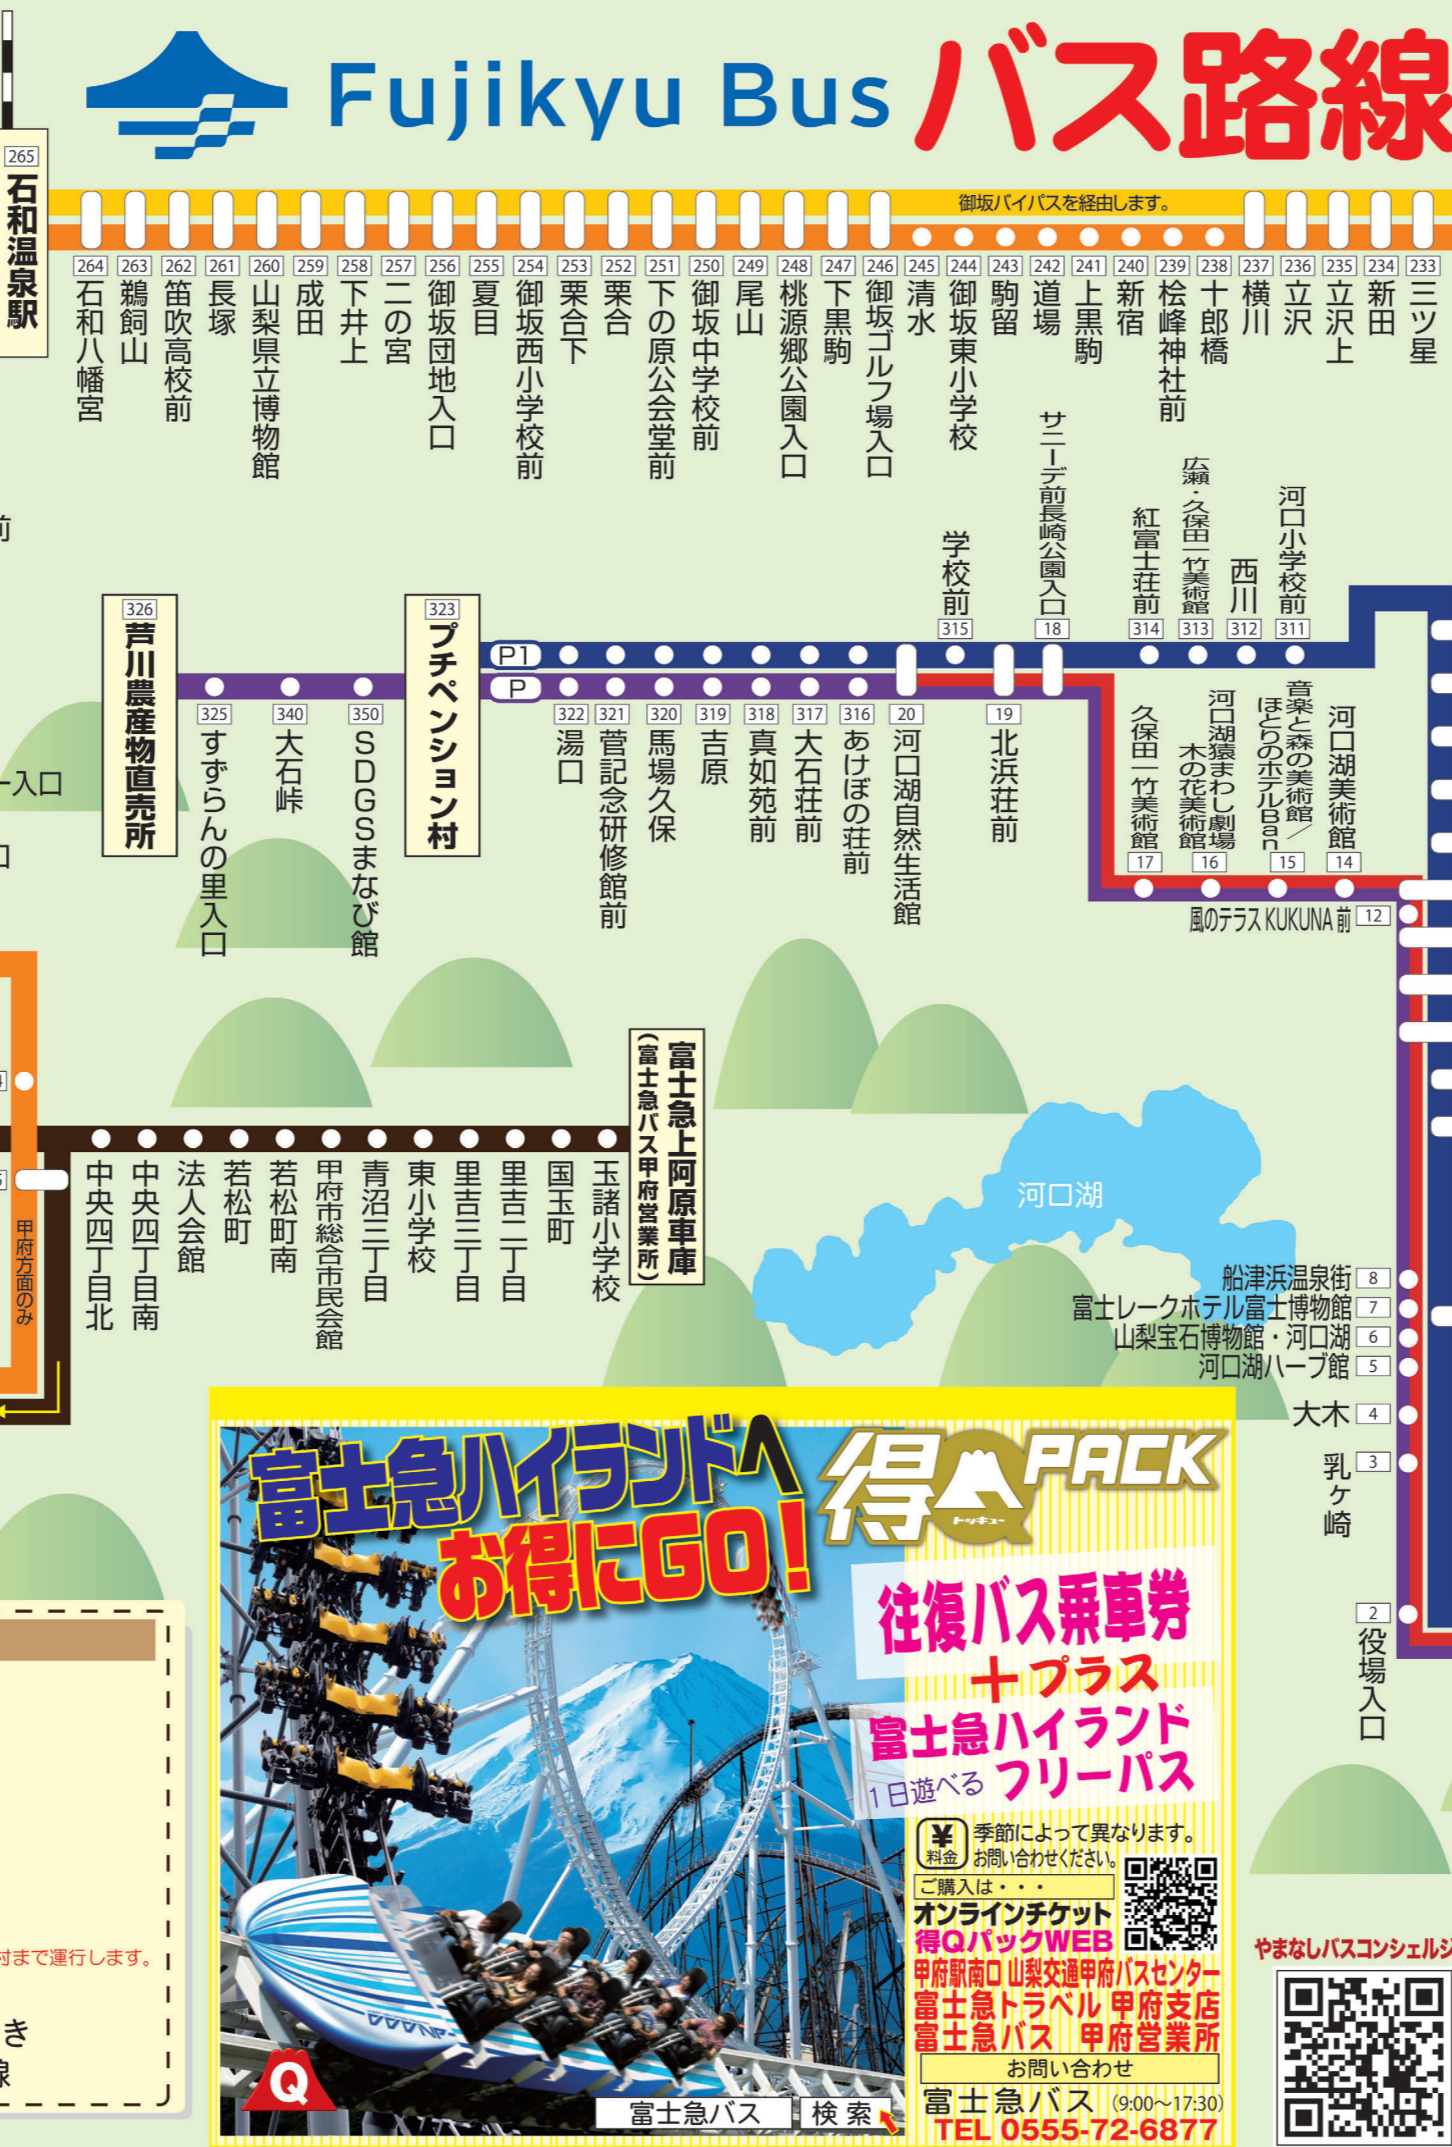 Fujikyu Bus バス路線
265
石和温泉駅
御坂バイパスを経由します。
264
石和八幡宮
263
鵜飼山
262
笛吹高校前
261
長塚
260
山梨県立博物館
259
成田
258
下井上
257
二の宮
256
御坂団地入口
255
夏目
254
御坂西小学校前
253
栗合下
252
栗合
251
下の原公会堂前
250
御坂中学校前
249
尾山
248
桃源郷公園入口
247
下黒駒
246
御坂ゴルフ場入口
245
清水
244
御坂東小学校
243
駒留
242
道場
241
上黒駒
240
新宿
239
桧峰神社前
238
十郎橋
237
横川
236
立沢
235
立沢上
234
新田
233
三ツ星
前
326
芦川農産物直売所
323
プチペンション村
P1
P
学校前
315
サニーデ前長崎公園入口
18
紅富士荘前
314
広瀬・久保田一竹美術館
313
西川
312
河口小学校前
311
325
すずらんの里入口
340
大石峠
350
SDGSまなび館
322
湯口
321
菅記念研修館前
320
馬場久保
319
吉原
318
真如苑前
317
大石荘前
316
あけぼの荘前
20
河口湖自然生活館
19
北浜荘前
久保田一竹美術館
17
河口湖猿まわし劇場
木の花美術館
16
音楽と森の美術館/
ほとりのホテルBan
15
河口湖美術館
14
風のテラスKUKUNA前 12
ー入口
口
甲府方面のみ
中央四丁目北
中央四丁目南
法人会館
若松町
若松町南
甲府市総合市民会館
青沼三丁目
東小学校
里吉三丁目
里吉二丁目
国玉町
玉諸小学校
富士急上阿原車庫
(富士急バス甲府営業所)
河口湖
船津浜温泉街 8
富士レークホテル富士博物館 7
山梨宝石博物館・河口湖 6
河口湖ハーブ館 5
大木 4
乳ヶ崎 3
2
役場入口
村まで運行します。
き
線
富士急ハイランドへ
お得にGO!
得Q PACK
トッキュー
往復バス乗車券
+プラス
富士急ハイランド
1日遊べる フリーパス
¥
料金
季節によって異なります。
お問い合わせください。
ご購入は・・・
オンラインチケット
得QパックWEB
甲府駅南口 山梨交通甲府バスセンター
富士急トラベル 甲府支店
富士急バス 甲府営業所
お問い合わせ
富士急バス (9:00~17:30)
TEL 0555-72-6877
Q
富士急バス 検索
やまなしバスコンシェルジ